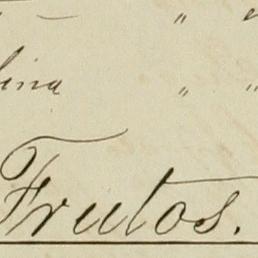 " "
lina " "
Frutos.